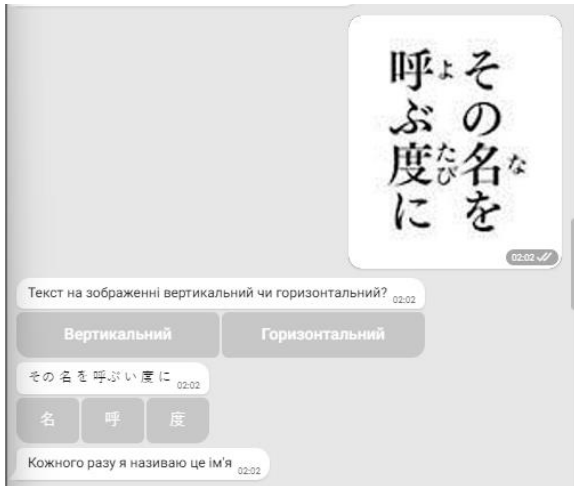 その名を
な
呼ぶ度に
よ
たび
02:02
Текст на зображенні вертикальний чи горизонтальний? 02:02
Вертикальний Горизонтальний
その名を呼ぶい度に 02:02
名 呼 度
Кожного разу я називаю це ім'я 02:02